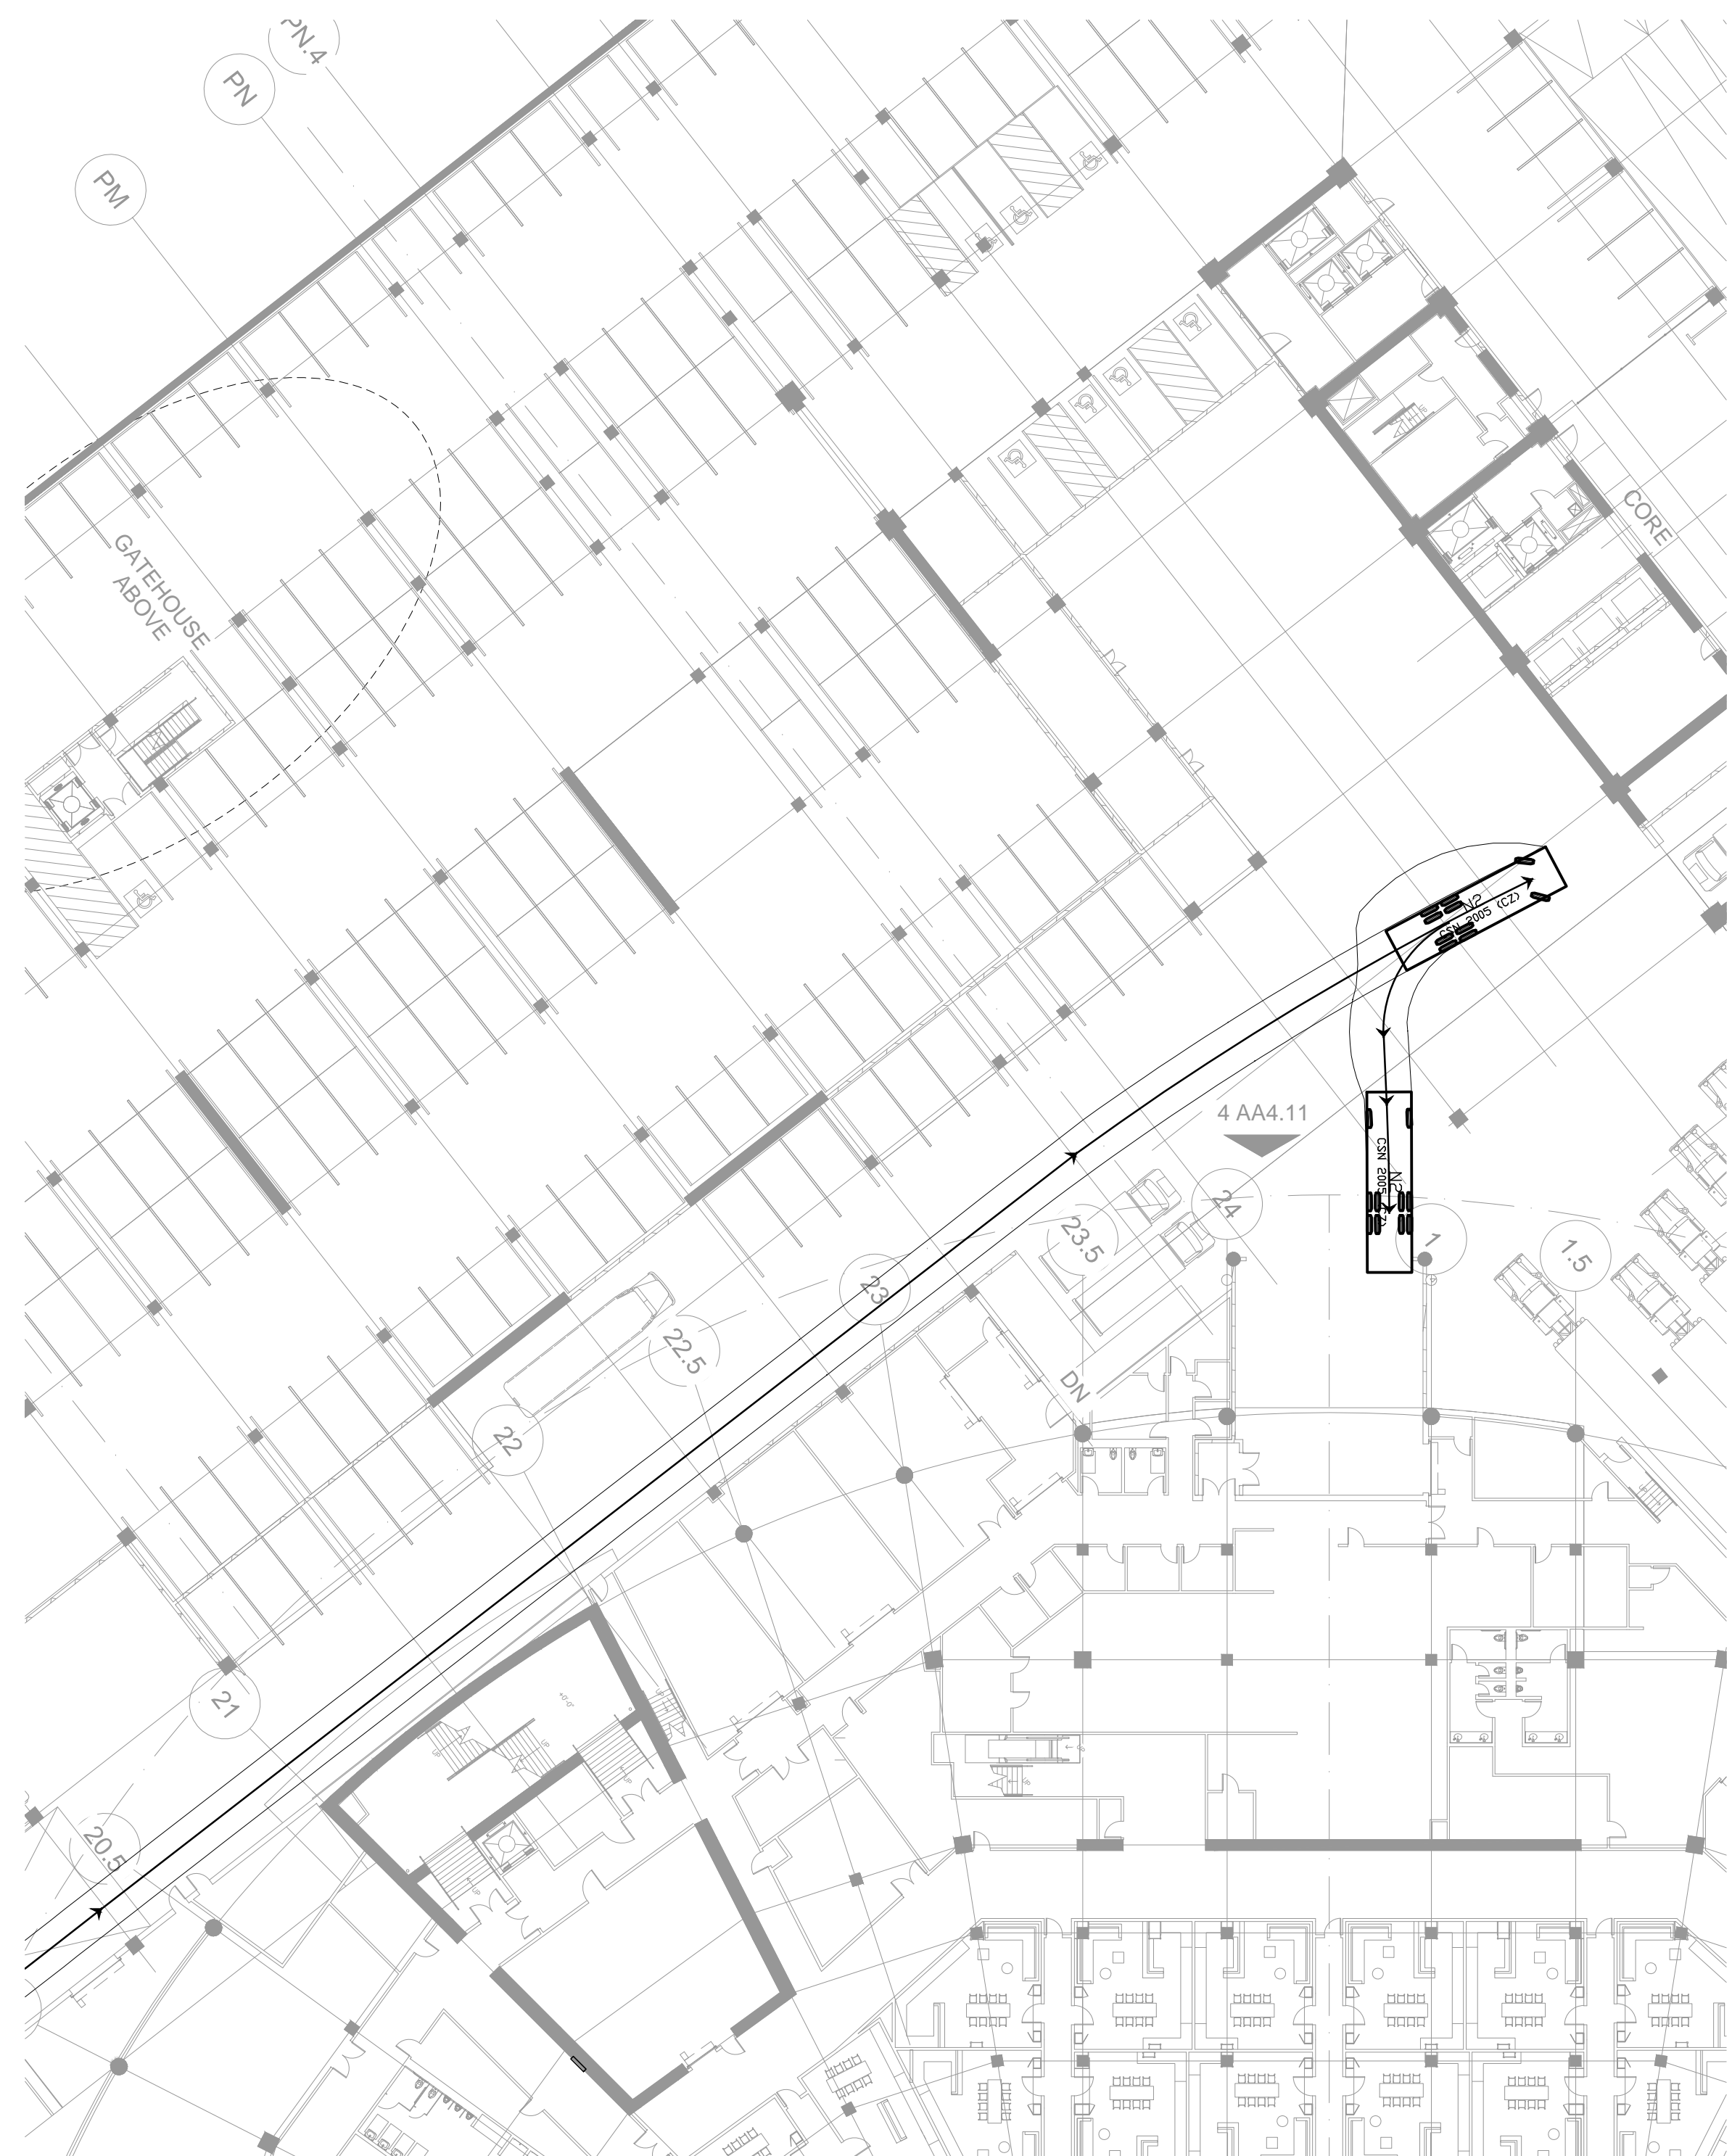 PN.4
PN
PM
GATEHOUSE
ABOVE
CORE
N2
CSN 2005 (CZ)
4 AA4.11
CSN 2005 (CZ)
N2
24
23.5
1
1.5
23
22.5
DN
22
21
20.5